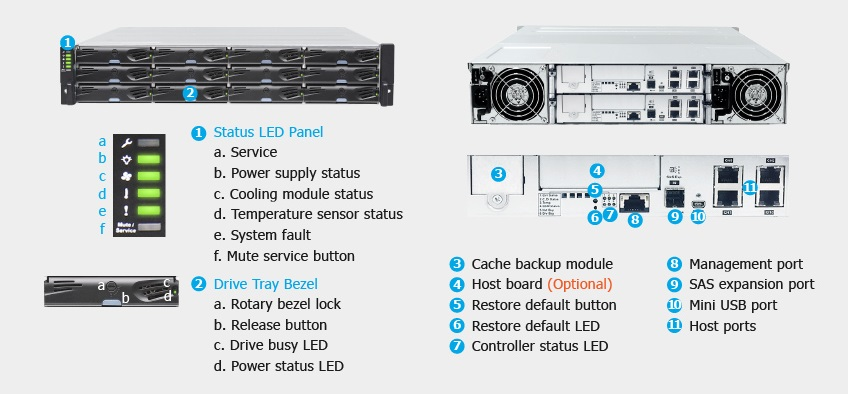 1
2
a
b
c
d
e
f
Mute /
Service
1 Status LED Panel
a. Service
b. Power supply status
c. Cooling module status
d. Temperature sensor status
e. System fault
f. Mute service button
a
b
c
d
2 Drive Tray Bezel
a. Rotary bezel lock
b. Release button
c. Drive busy LED
d. Power status LED
3
4
5
6
7
8
9
10
11
3 Cache backup module
4 Host board (Optional)
5 Restore default button
6 Restore default LED
7 Controller status LED
8 Management port
9 SAS expansion port
10 Mini USB port
11 Host ports